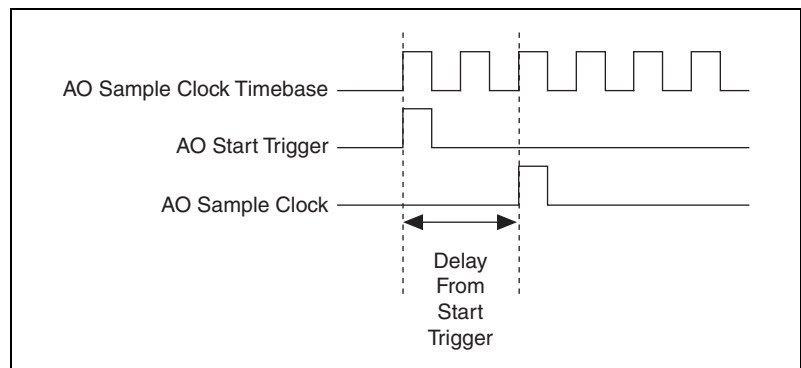 AO Sample Clock Timebase
AO Start Trigger
AO Sample Clock
Delay
From
Start
Trigger